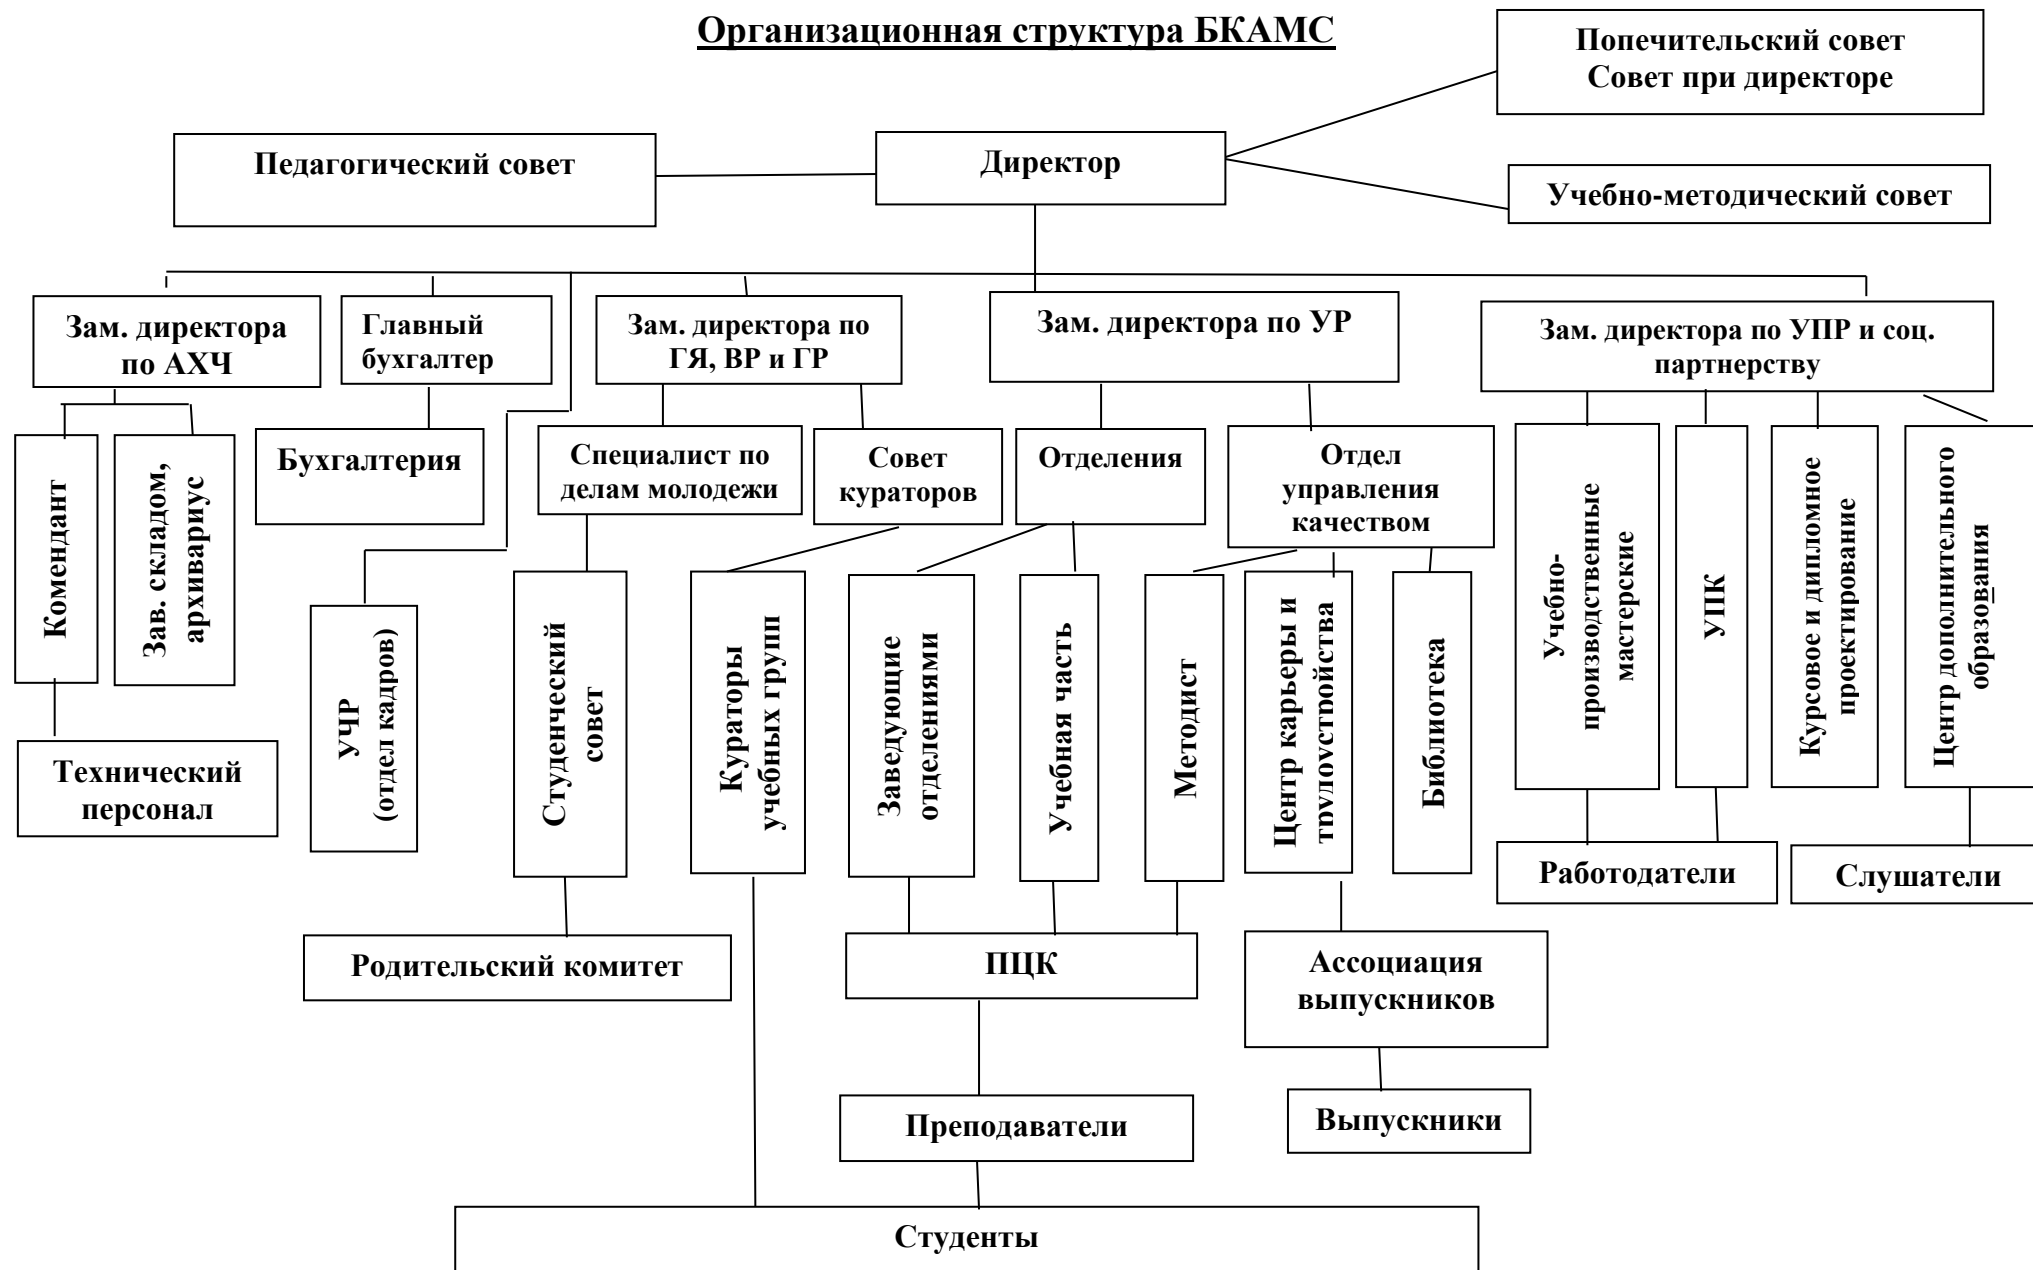 Организационная структура БКАМС
Попечительский совет
Совет при директоре
Педагогический совет
Директор
Учебно-методический совет
Зам. директора
по АХЧ
Главный
бухгалтер
Зам. директора по
ГЯ, ВР и ГР
Зам. директора по УР
Зам. директора по УПР и соц.
партнерству
Комендант
Зав. складом,
архивариус
Бухгалтерия
Специалист по
делам молодежи
Совет
кураторов
Отделения
Отдел
управления
качеством
Учебно-
производственные
мастерские
УПК
Курсовое и дипломное
проектирование
Центр дополнительного
образования
УЧР
(отдел кадров)
Студенческий
совет
Кураторы
учебных групп
Заведующие
отделениями
Учебная часть
Методист
Центр карьеры и
трудоустройства
Библиотека
Технический
персонал
Работодатели
Слушатели
Родительский комитет
ПЦК
Ассоциация
выпускников
Преподаватели
Выпускники
Студенты